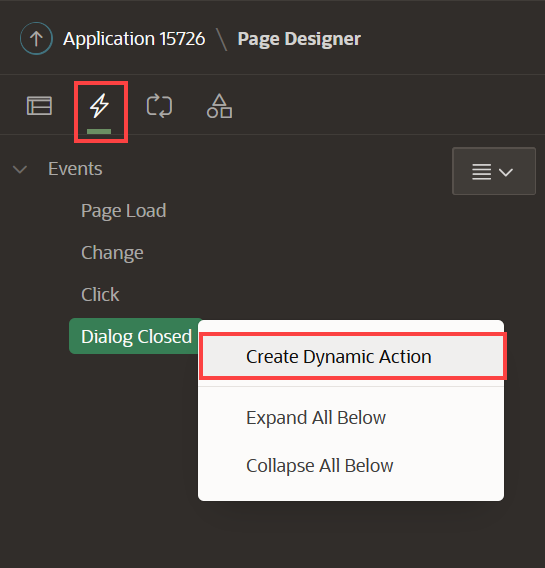 Application 15726 \ Page Designer
Events
Page Load
Change
Click
Dialog Closed
Create Dynamic Action
Expand All Below
Collapse All Below